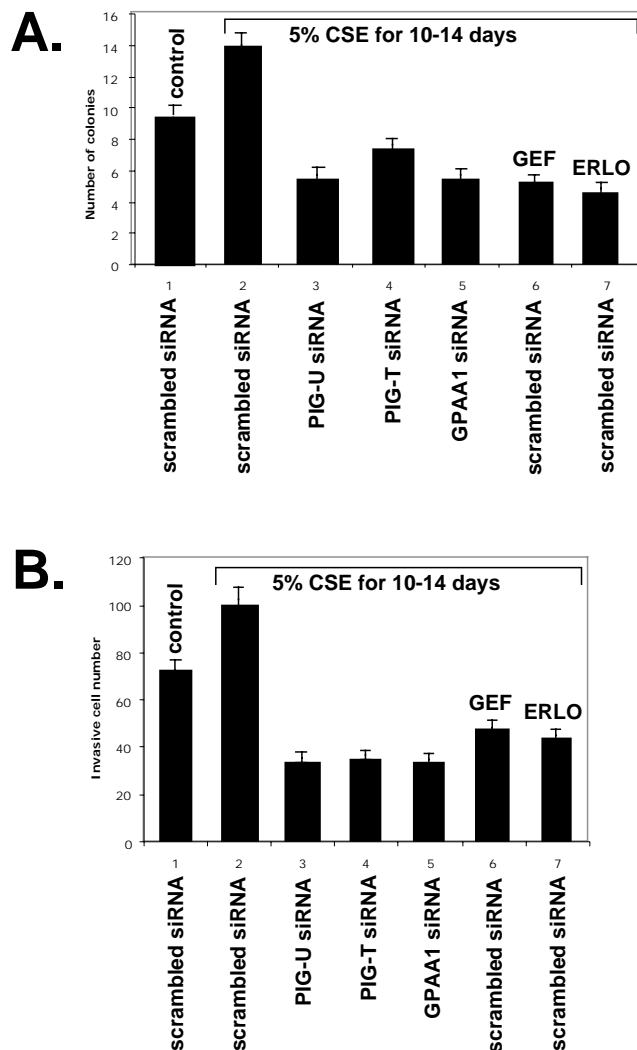 A.
5% CSE for 10-14 days
control
GEF
ERLO
Number of colonies
16
14
12
10
8
6
4
2
0
1 2 3 4 5 6 7
scrambled siRNA
scrambled siRNA
PIG-U siRNA
PIG-T siRNA
GPAA1 siRNA
scrambled siRNA
scrambled siRNA
B.
5% CSE for 10-14 days
control
GEF
ERLO
Invasive cell number
120
100
80
60
40
20
0
1 2 3 4 5 6 7
scrambled siRNA
scrambled siRNA
PIG-U siRNA
PIG-T siRNA
GPAA1 siRNA
scrambled siRNA
scrambled siRNA